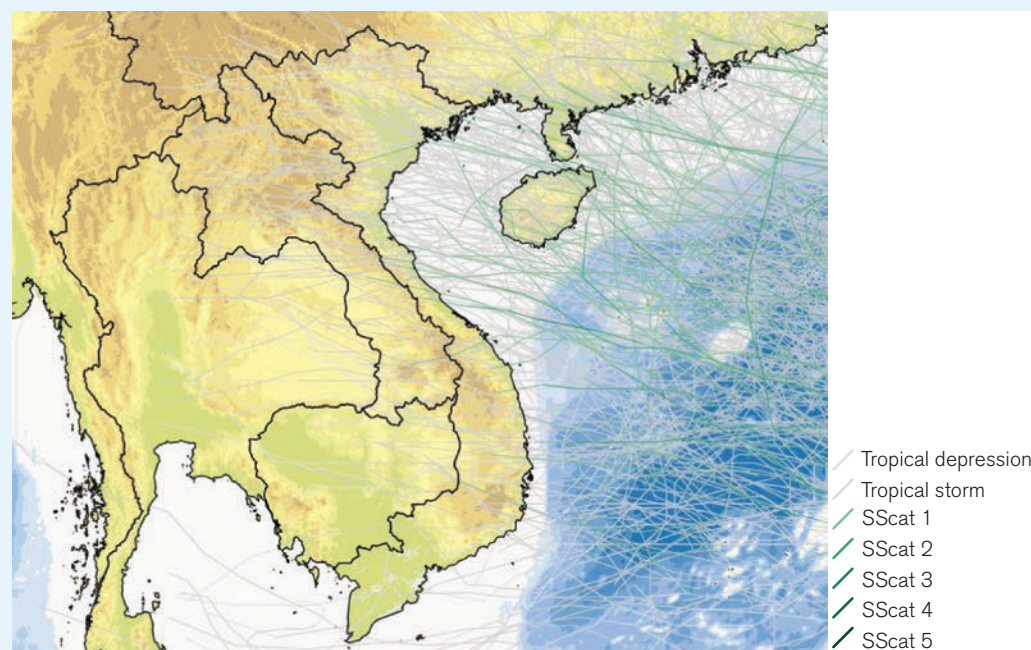 Tropical depression
Tropical storm
SScat 1
SScat 2
SScat 3
SScat 4
SScat 5